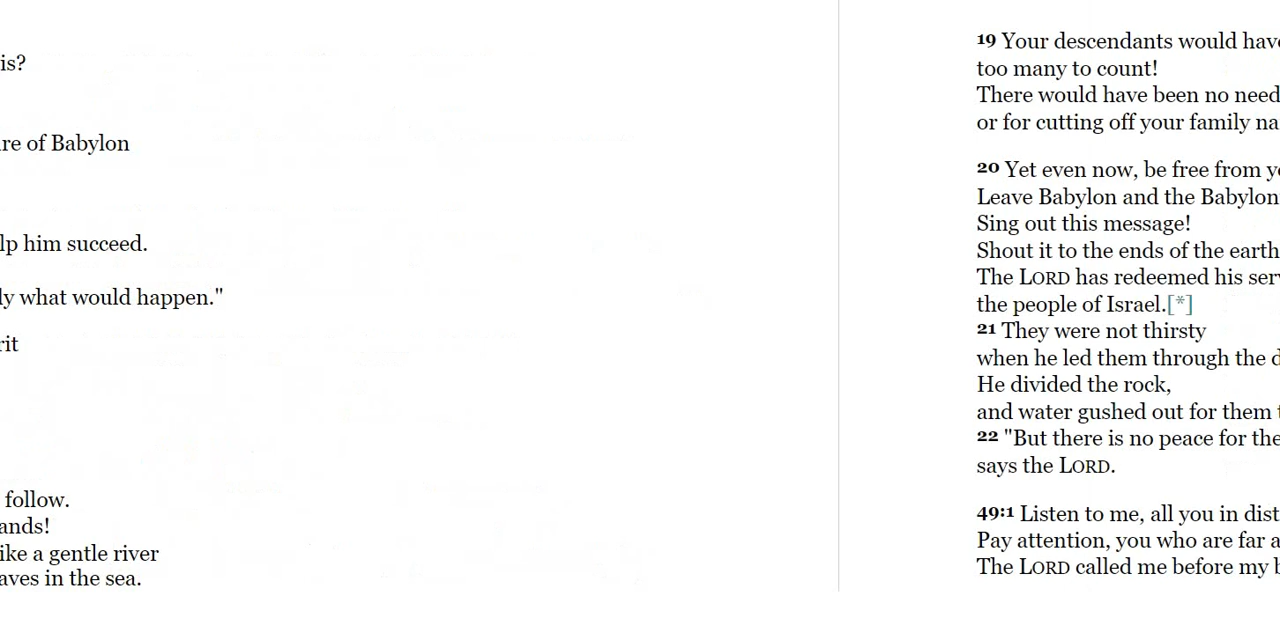 is?
re of Babylon
lp him succeed.
ly what would happen."
rit
follow.
ands!
ike a gentle river
aves in the sea.
19 Your descendants would have
too many to count!
There would have been no need
or for cutting off your family na
20 Yet even now, be free from yo
Leave Babylon and the Babylon
Sing out this message!
Shout it to the ends of the earth
The LORD has redeemed his serv
the people of Israel.[*]
21 They were not thirsty
when he led them through the d
He divided the rock,
and water gushed out for them t
22 "But there is no peace for the
says the LORD.
49:1 Listen to me, all you in dist
Pay attention, you who are far a
The LORD called me before my b